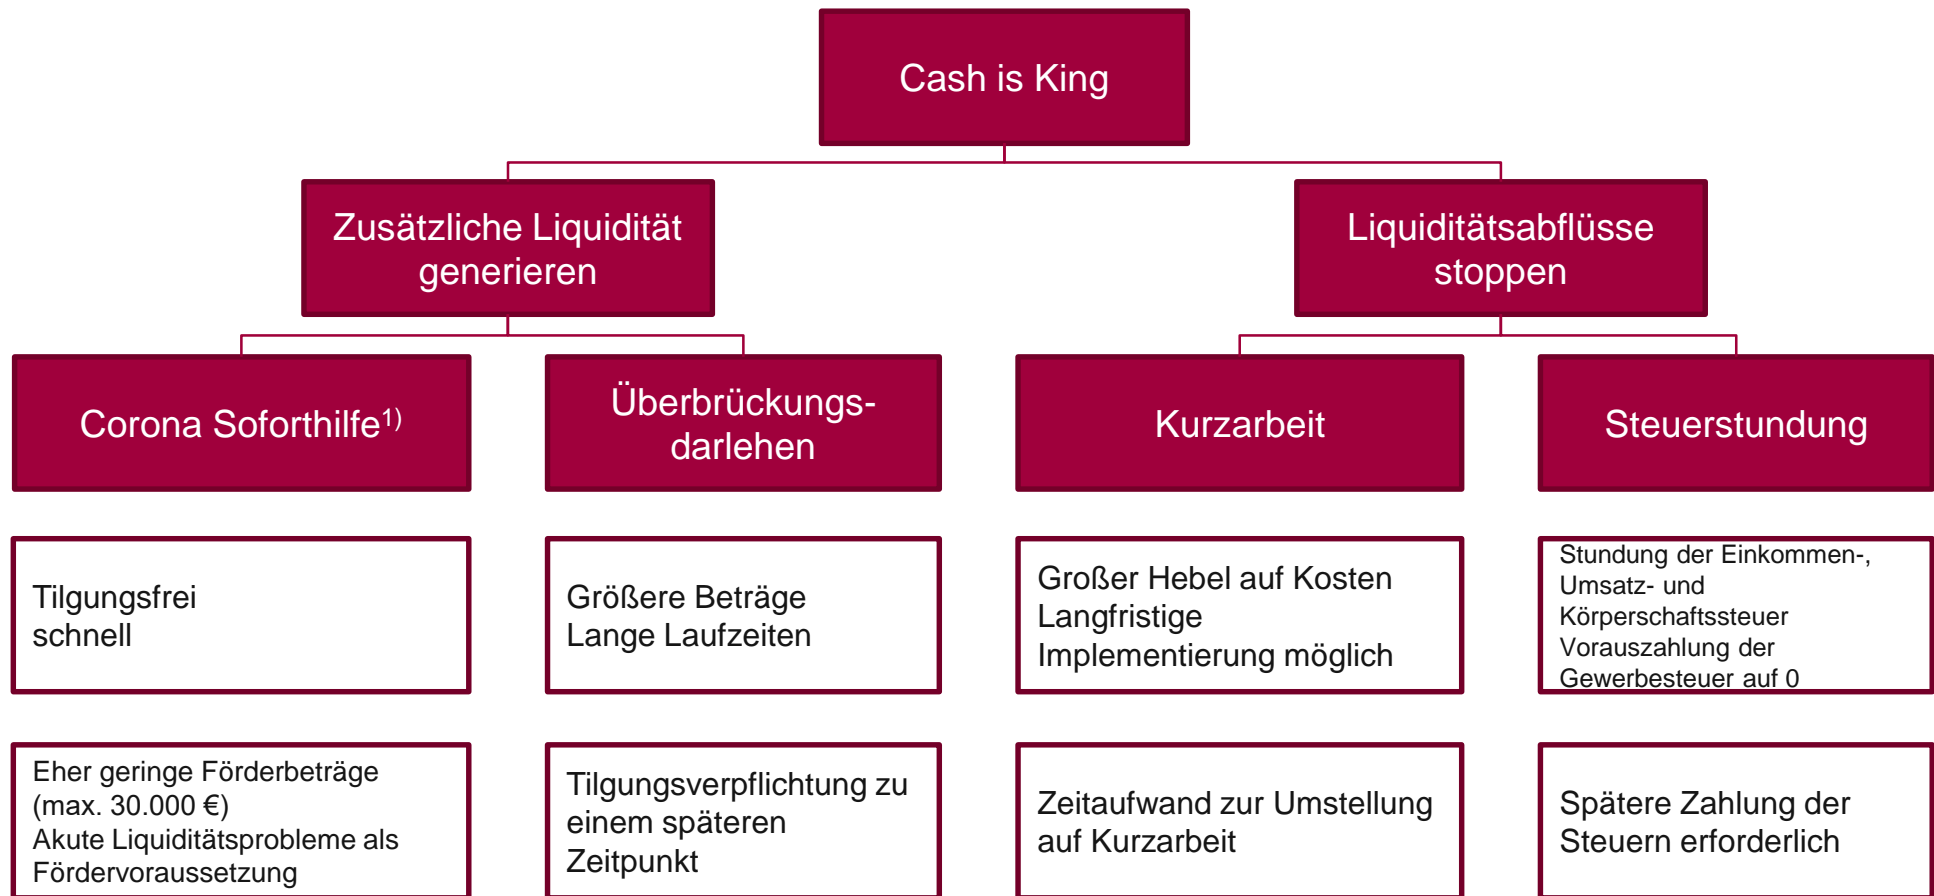 Cash is King
Zusätzliche Liquidität
generieren
Liquiditätsabflüsse
stoppen
Corona Soforthilfe1)
Überbrückungs-
darlehen
Kurzarbeit
Steuerstundung
Tilgungsfrei
schnell
Größere Beträge
Lange Laufzeiten
Großer Hebel auf Kosten
Langfristige
Implementierung möglich
Stundung der Einkommen-,
Umsatz- und
Körperschaftssteuer
Vorauszahlung der
Gewerbesteuer auf 0
Eher geringe Förderbeträge
(max. 30.000 €)
Akute Liquiditätsprobleme als
Fördervoraussetzung
Tilgungsverpflichtung zu
einem späteren
Zeitpunkt
Zeitaufwand zur Umstellung
auf Kurzarbeit
Spätere Zahlung der
Steuern erforderlich